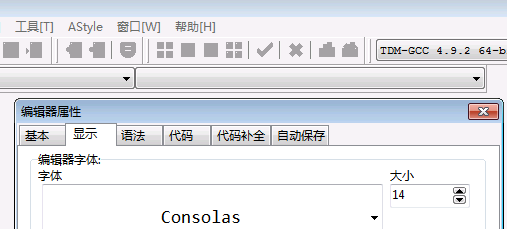 工具[T] AStyle 窗口[W] 帮助[H]
TDM-GCC 4.9.2 64-b
编辑器属性
基本 显示 语法 代码 代码补全 自动保存
编辑器字体:
字体 大小
Consolas 14